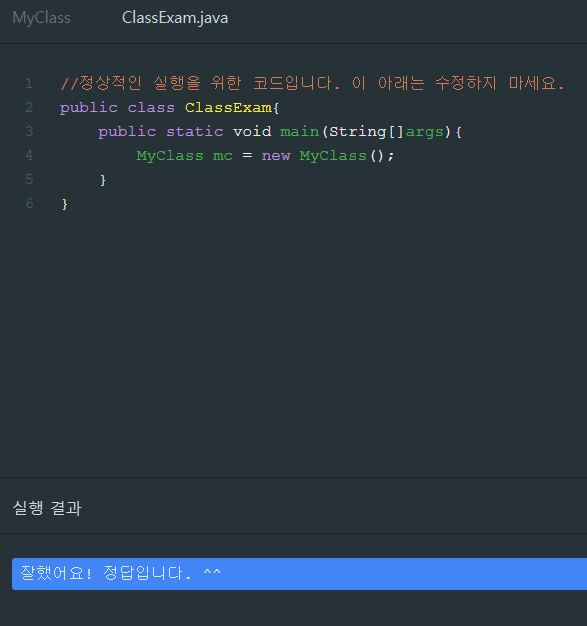 MyClass ClassExam.java
1 //정상적인 실행을 위한 코드입니다. 이 아래는 수정하지 마세요.
2 public class ClassExam{
3 public static void main(String[]args){
4 MyClass mc = new MyClass();
5 }
6 }
실행 결과
잘했어요! 정답입니다. ^^